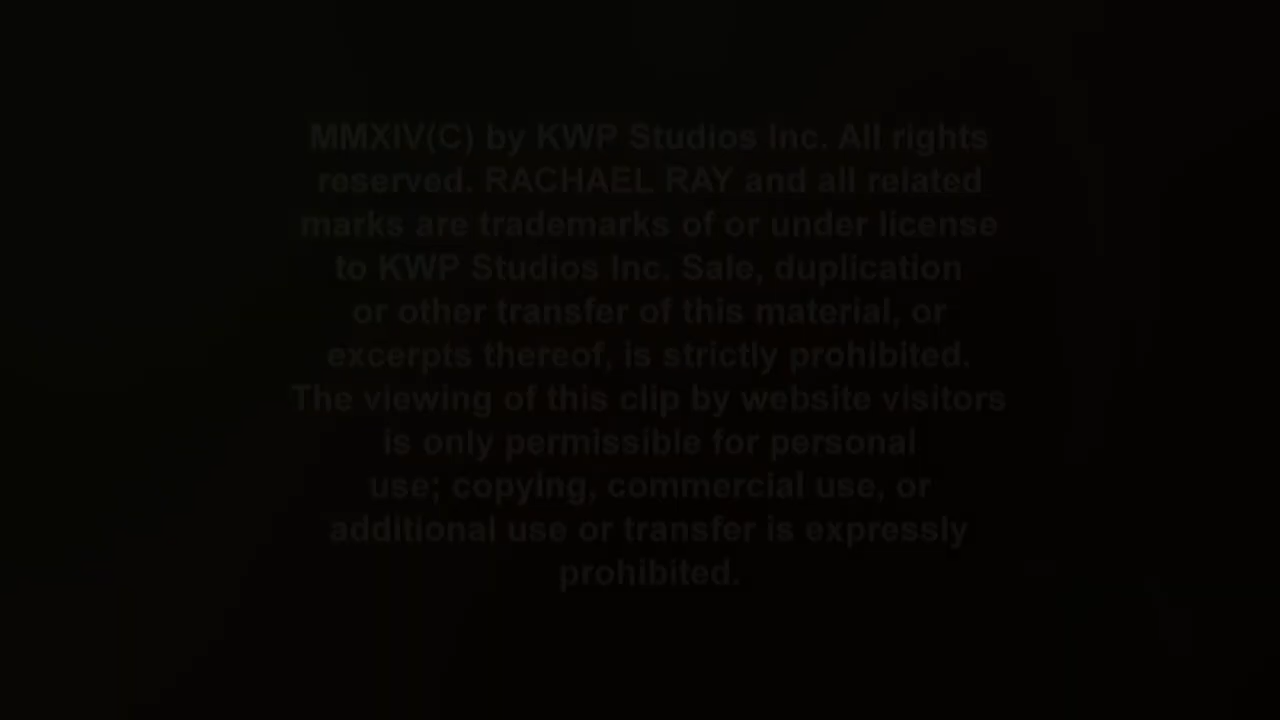 MMXIV(C) by KWP Studios Inc. All rights
reserved. RACHAEL RAY and all related
marks are trademarks of or under license
to KWP Studios Inc. Sale, duplication
or other transfer of this material, or
excerpts thereof, is strictly prohibited.
The viewing of this clip by website visitors
is only permissible for personal
use; copying, commercial use, or
additional use or transfer is expressly
prohibited.